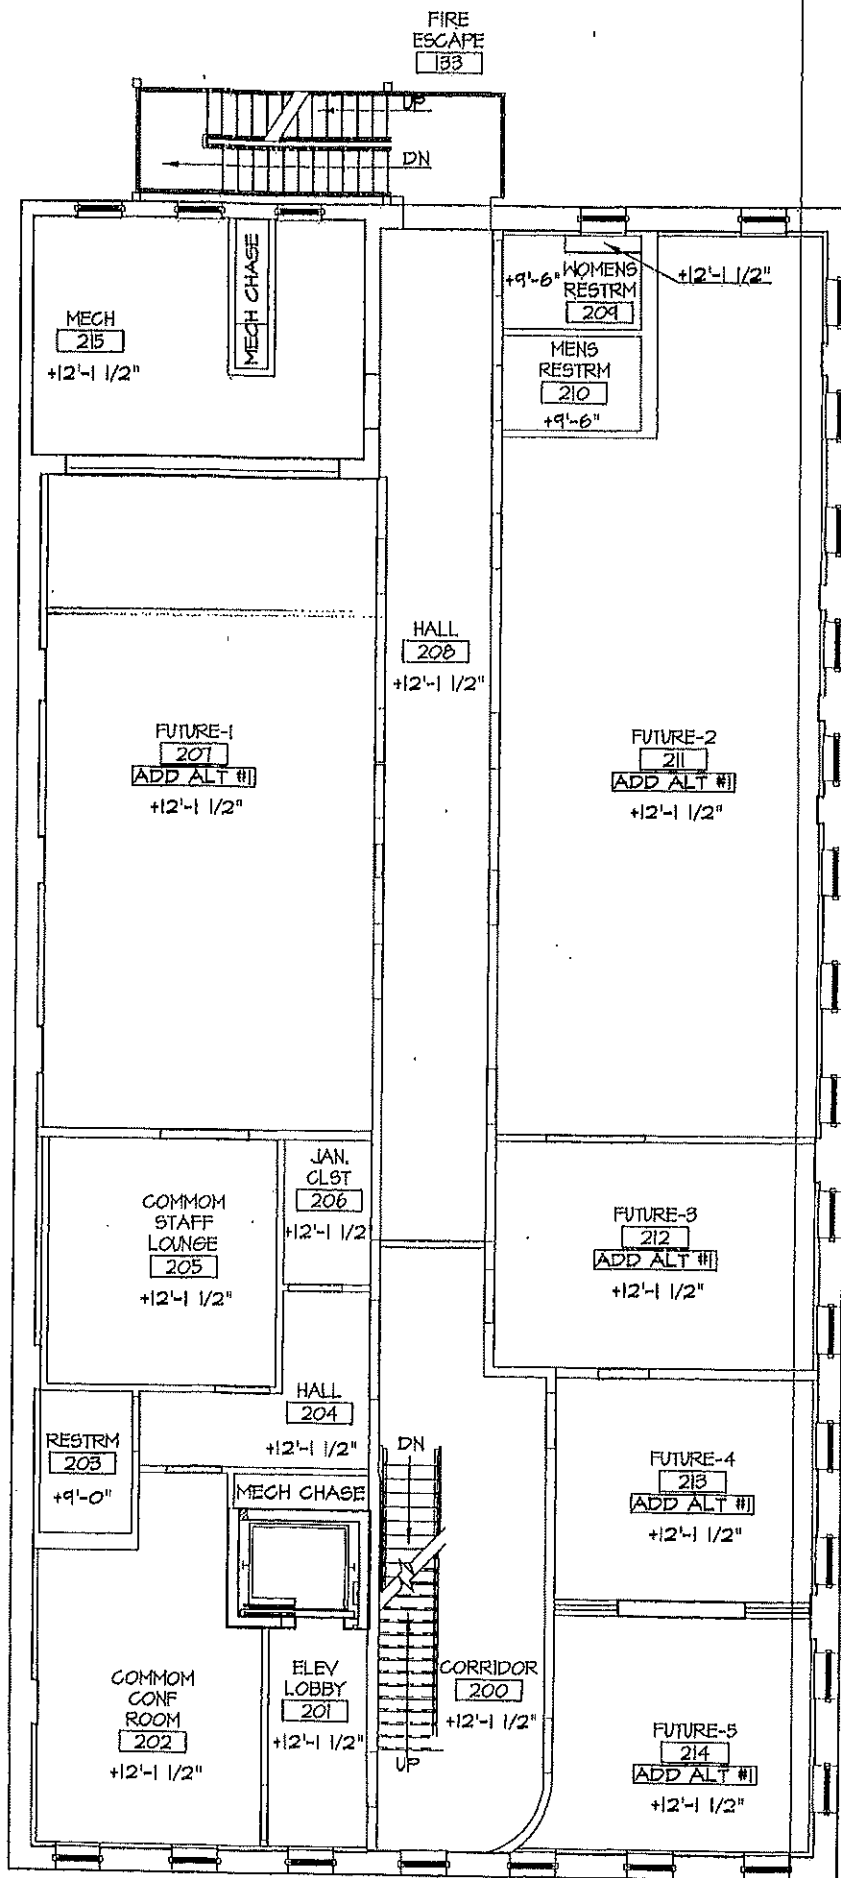 FIRE
ESCAPE
133
UP
DN
MECH CHASE
MECH
215
+12'-1 1/2"
+9'-6"
WOMENS
RESTRM
209
+12'-1 1/2"
MENS
RESTRM
210
+9'-6"
HALL
208
+12'-1 1/2"
FUTURE-1
207
ADD ALT #1
+12'-1 1/2"
FUTURE-2
211
ADD ALT #1
+12'-1 1/2"
JAN.
CLST
206
+12'-1 1/2
COMMOM
STAFF
LOUNGE
205
+12'-1 1/2"
FUTURE-3
212
ADD ALT #1
+12'-1 1/2"
HALL
204
+12'-1 1/2"
RESTRM
203
+9'-0"
DN
MECH CHASE
FUTURE-4
213
ADD ALT #1
+12'-1 1/2"
COMMOM
CONF
ROOM
202
+12'-1 1/2"
ELEV
LOBBY
201
+12'-1 1/2"
CORRIDOR
200
+12'-1 1/2"
UP
FUTURE-5
214
ADD ALT #1
+12'-1 1/2"